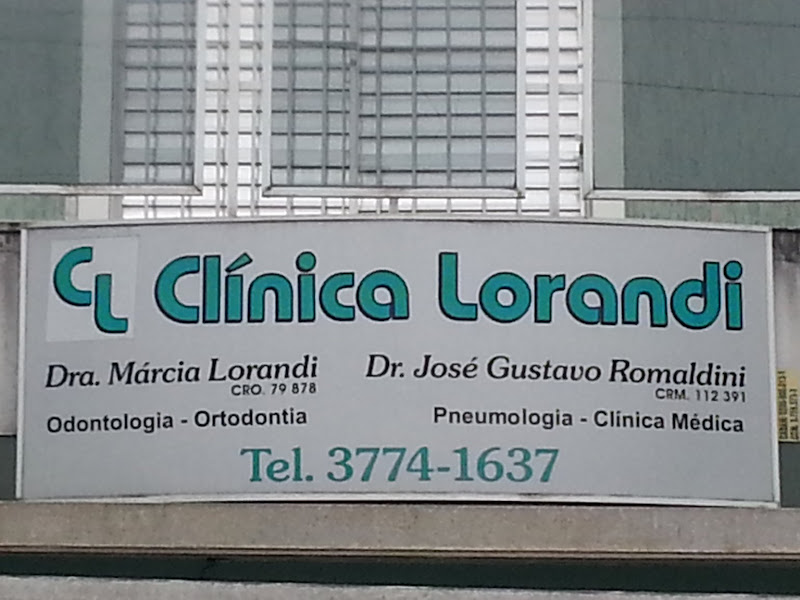 CL Clínica Lorandi
Dra. Márcia Lorandi
CRO. 79 878
Odontologia - Ortodontia
Dr. José Gustavo Romaldini
CRM. 112 391
Pneumologia - Clínica Médica
Tel. 3774-1637